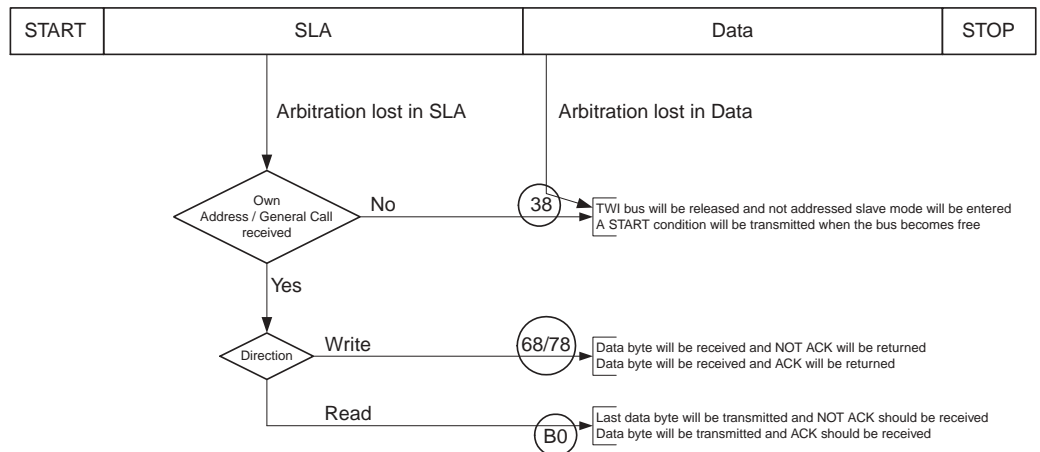 START SLA Data STOP
Arbitration lost in SLA Arbitration lost in Data
Own
Address / General Call
received
No
38
TWI bus will be released and not addressed slave mode will be entered
A START condition will be transmitted when the bus becomes free
Yes
Direction
Write
68/78
Data byte will be received and NOT ACK will be returned
Data byte will be received and ACK will be returned
Read
B0
Last data byte will be transmitted and NOT ACK should be received
Data byte will be transmitted and ACK should be received